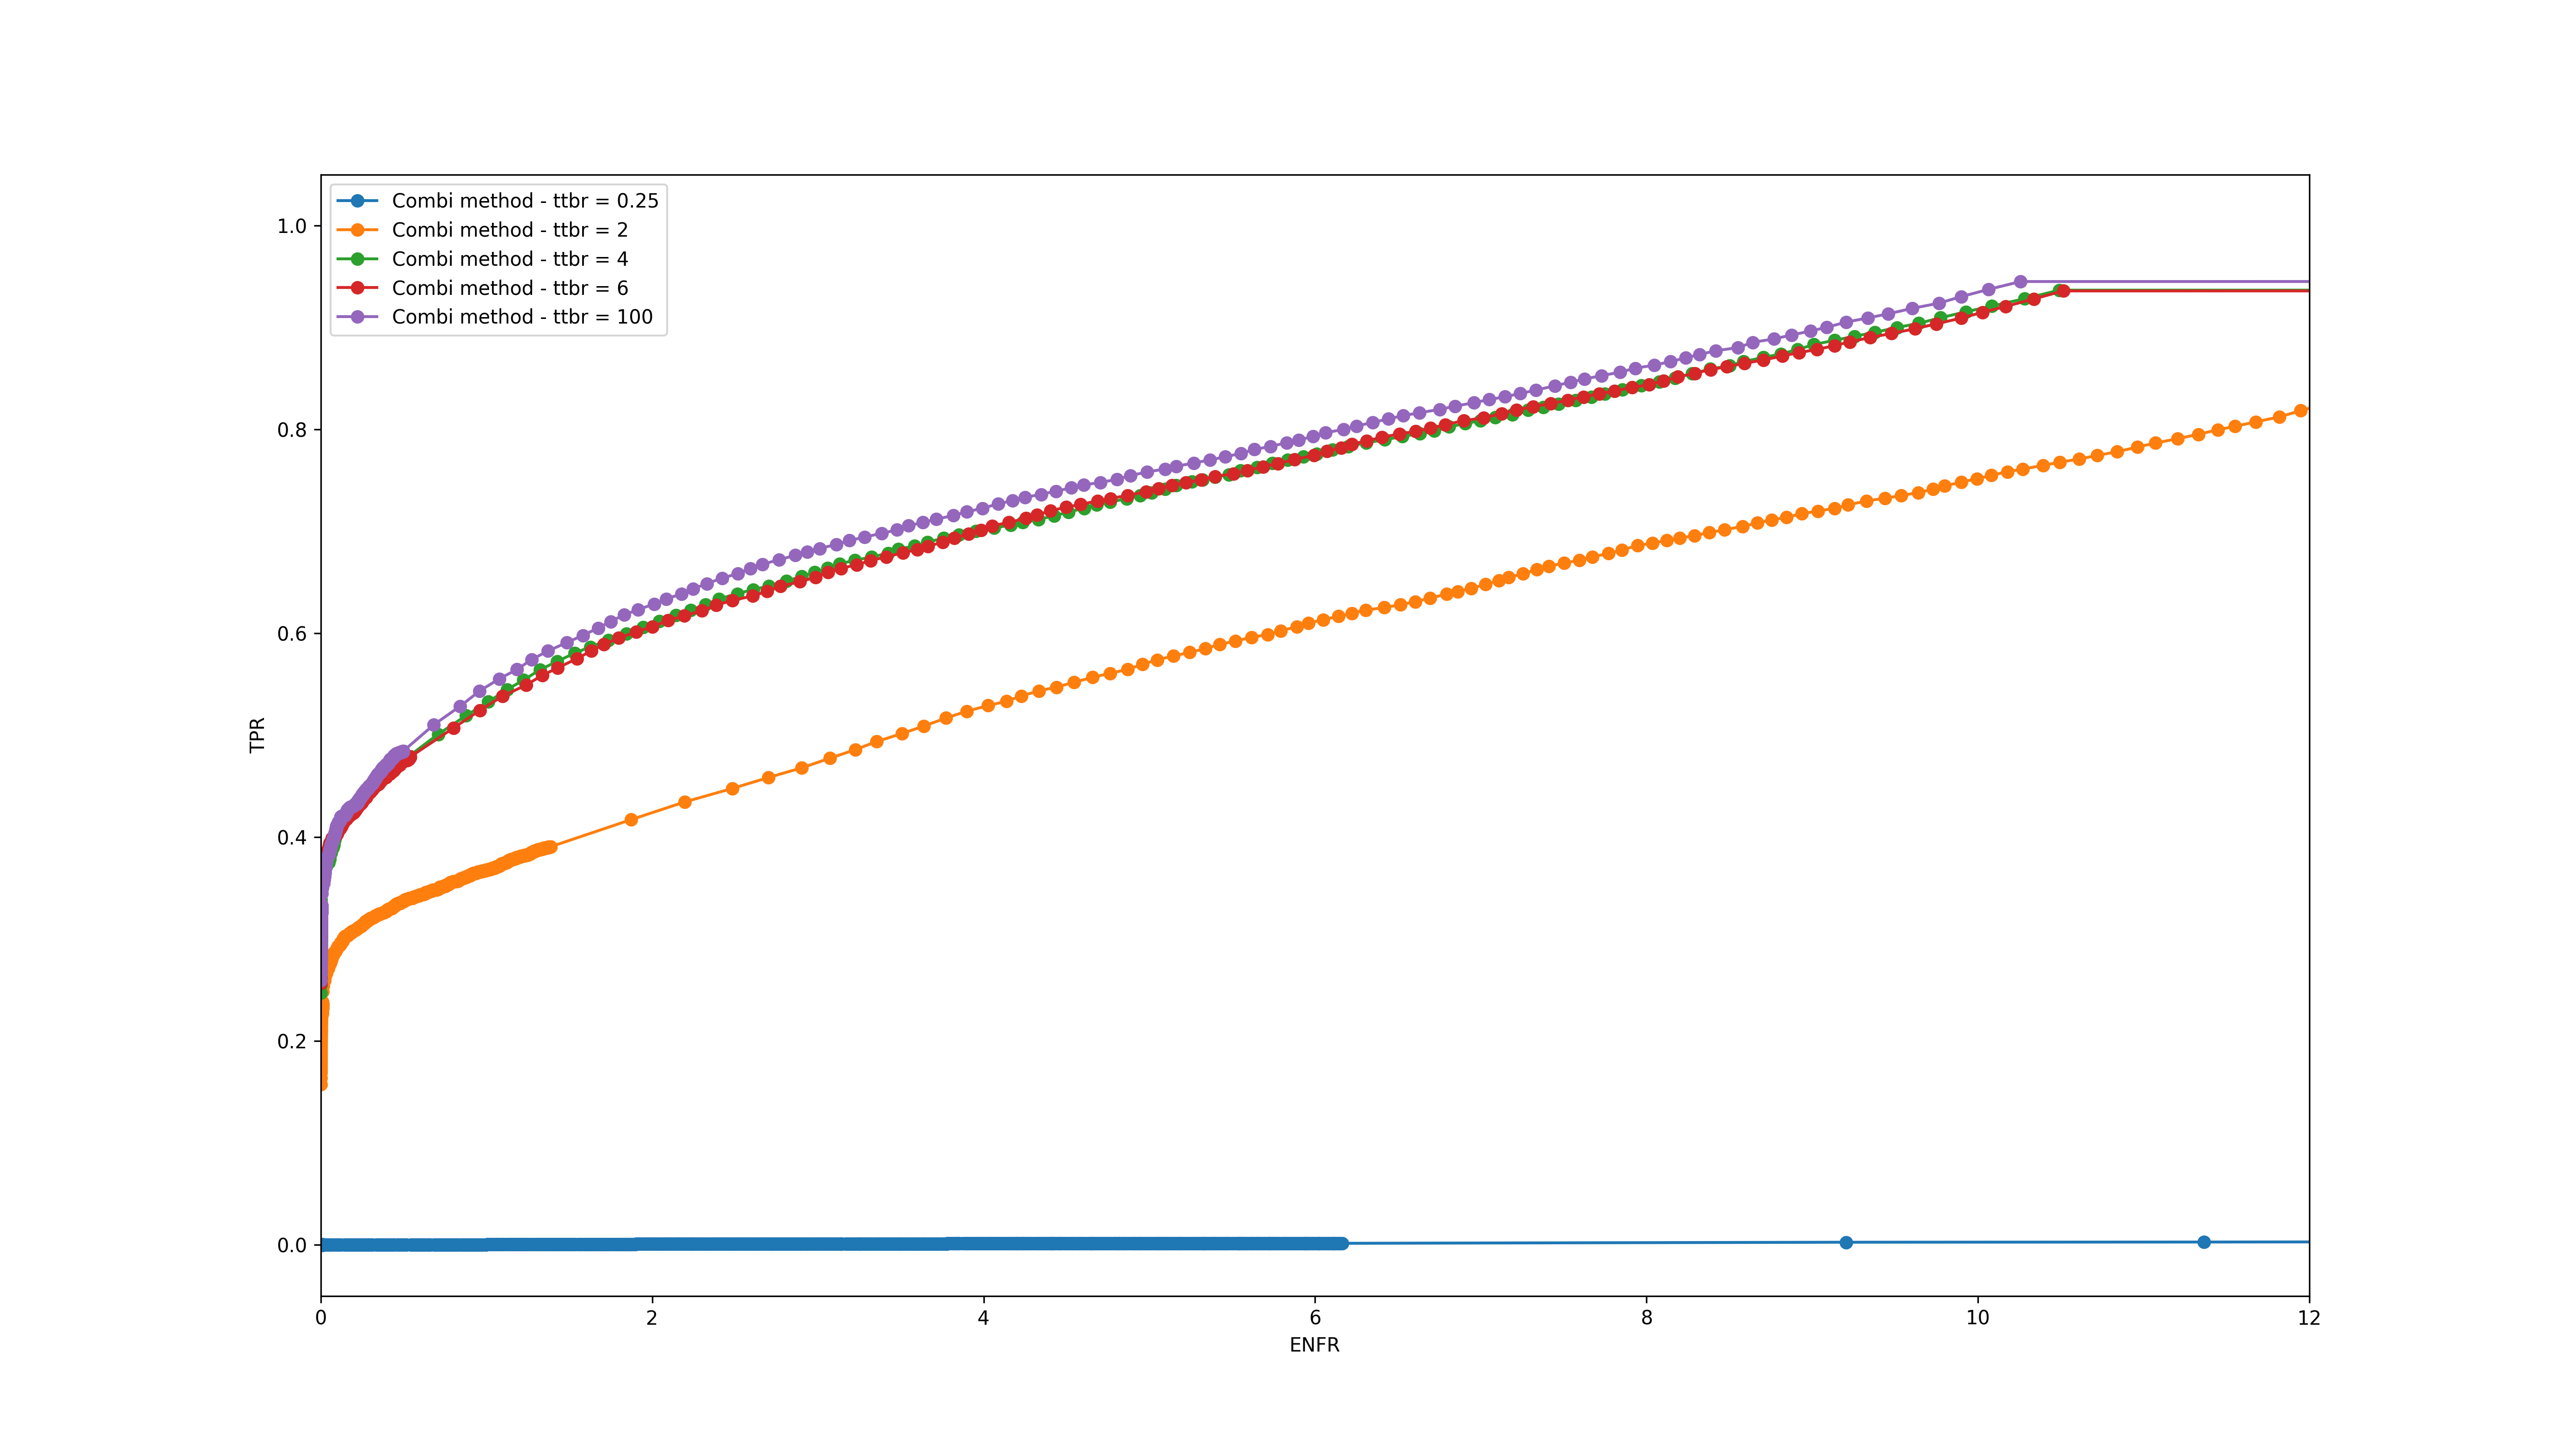 Combi method - ttbr = 0.25
Combi method - ttbr = 2
Combi method - ttbr = 4
Combi method - ttbr = 6
Combi method - ttbr = 100
1.0
0.8
0.6
0.4
0.2
0.0
TPR
0 2 4 6 8 10 12
ENFR